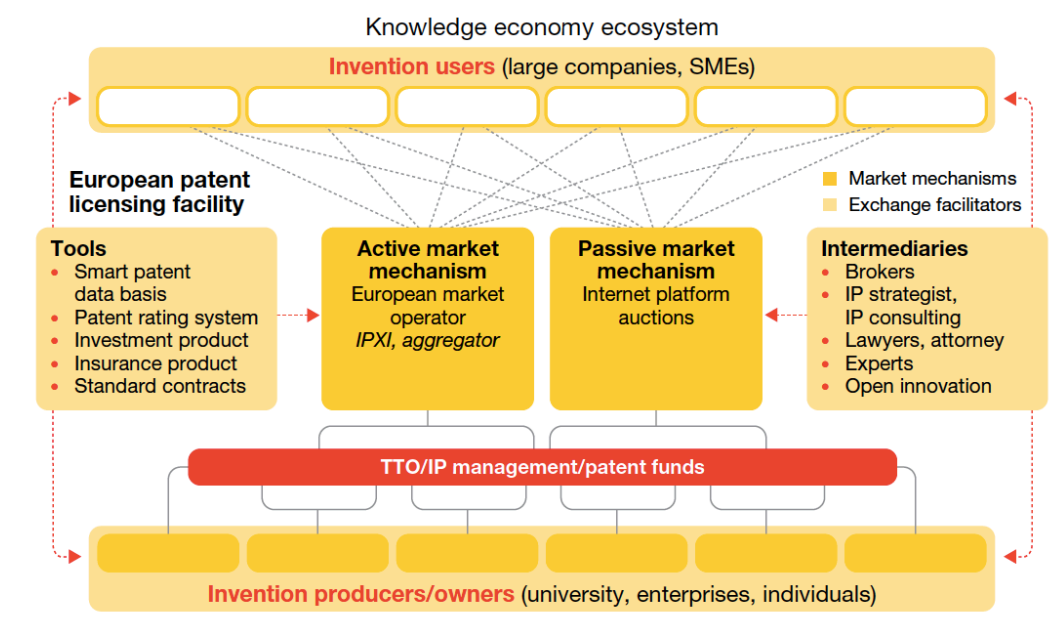 Knowledge economy ecosystem
Invention users (large companies, SMEs)
European patent
licensing facility
Market mechanisms
Exchange facilitators
Tools
• Smart patent
data basis
• Patent rating system
• Investment product
• Insurance product
• Standard contracts
Active market
mechanism
European market
operator
IPXI, aggregator
Passive market
mechanism
Internet platform
auctions
Intermediaries
• Brokers
• IP strategist,
IP consulting
• Lawyers, attorney
• Experts
• Open innovation
TTO/IP management/patent funds
Invention producers/owners (university, enterprises, individuals)